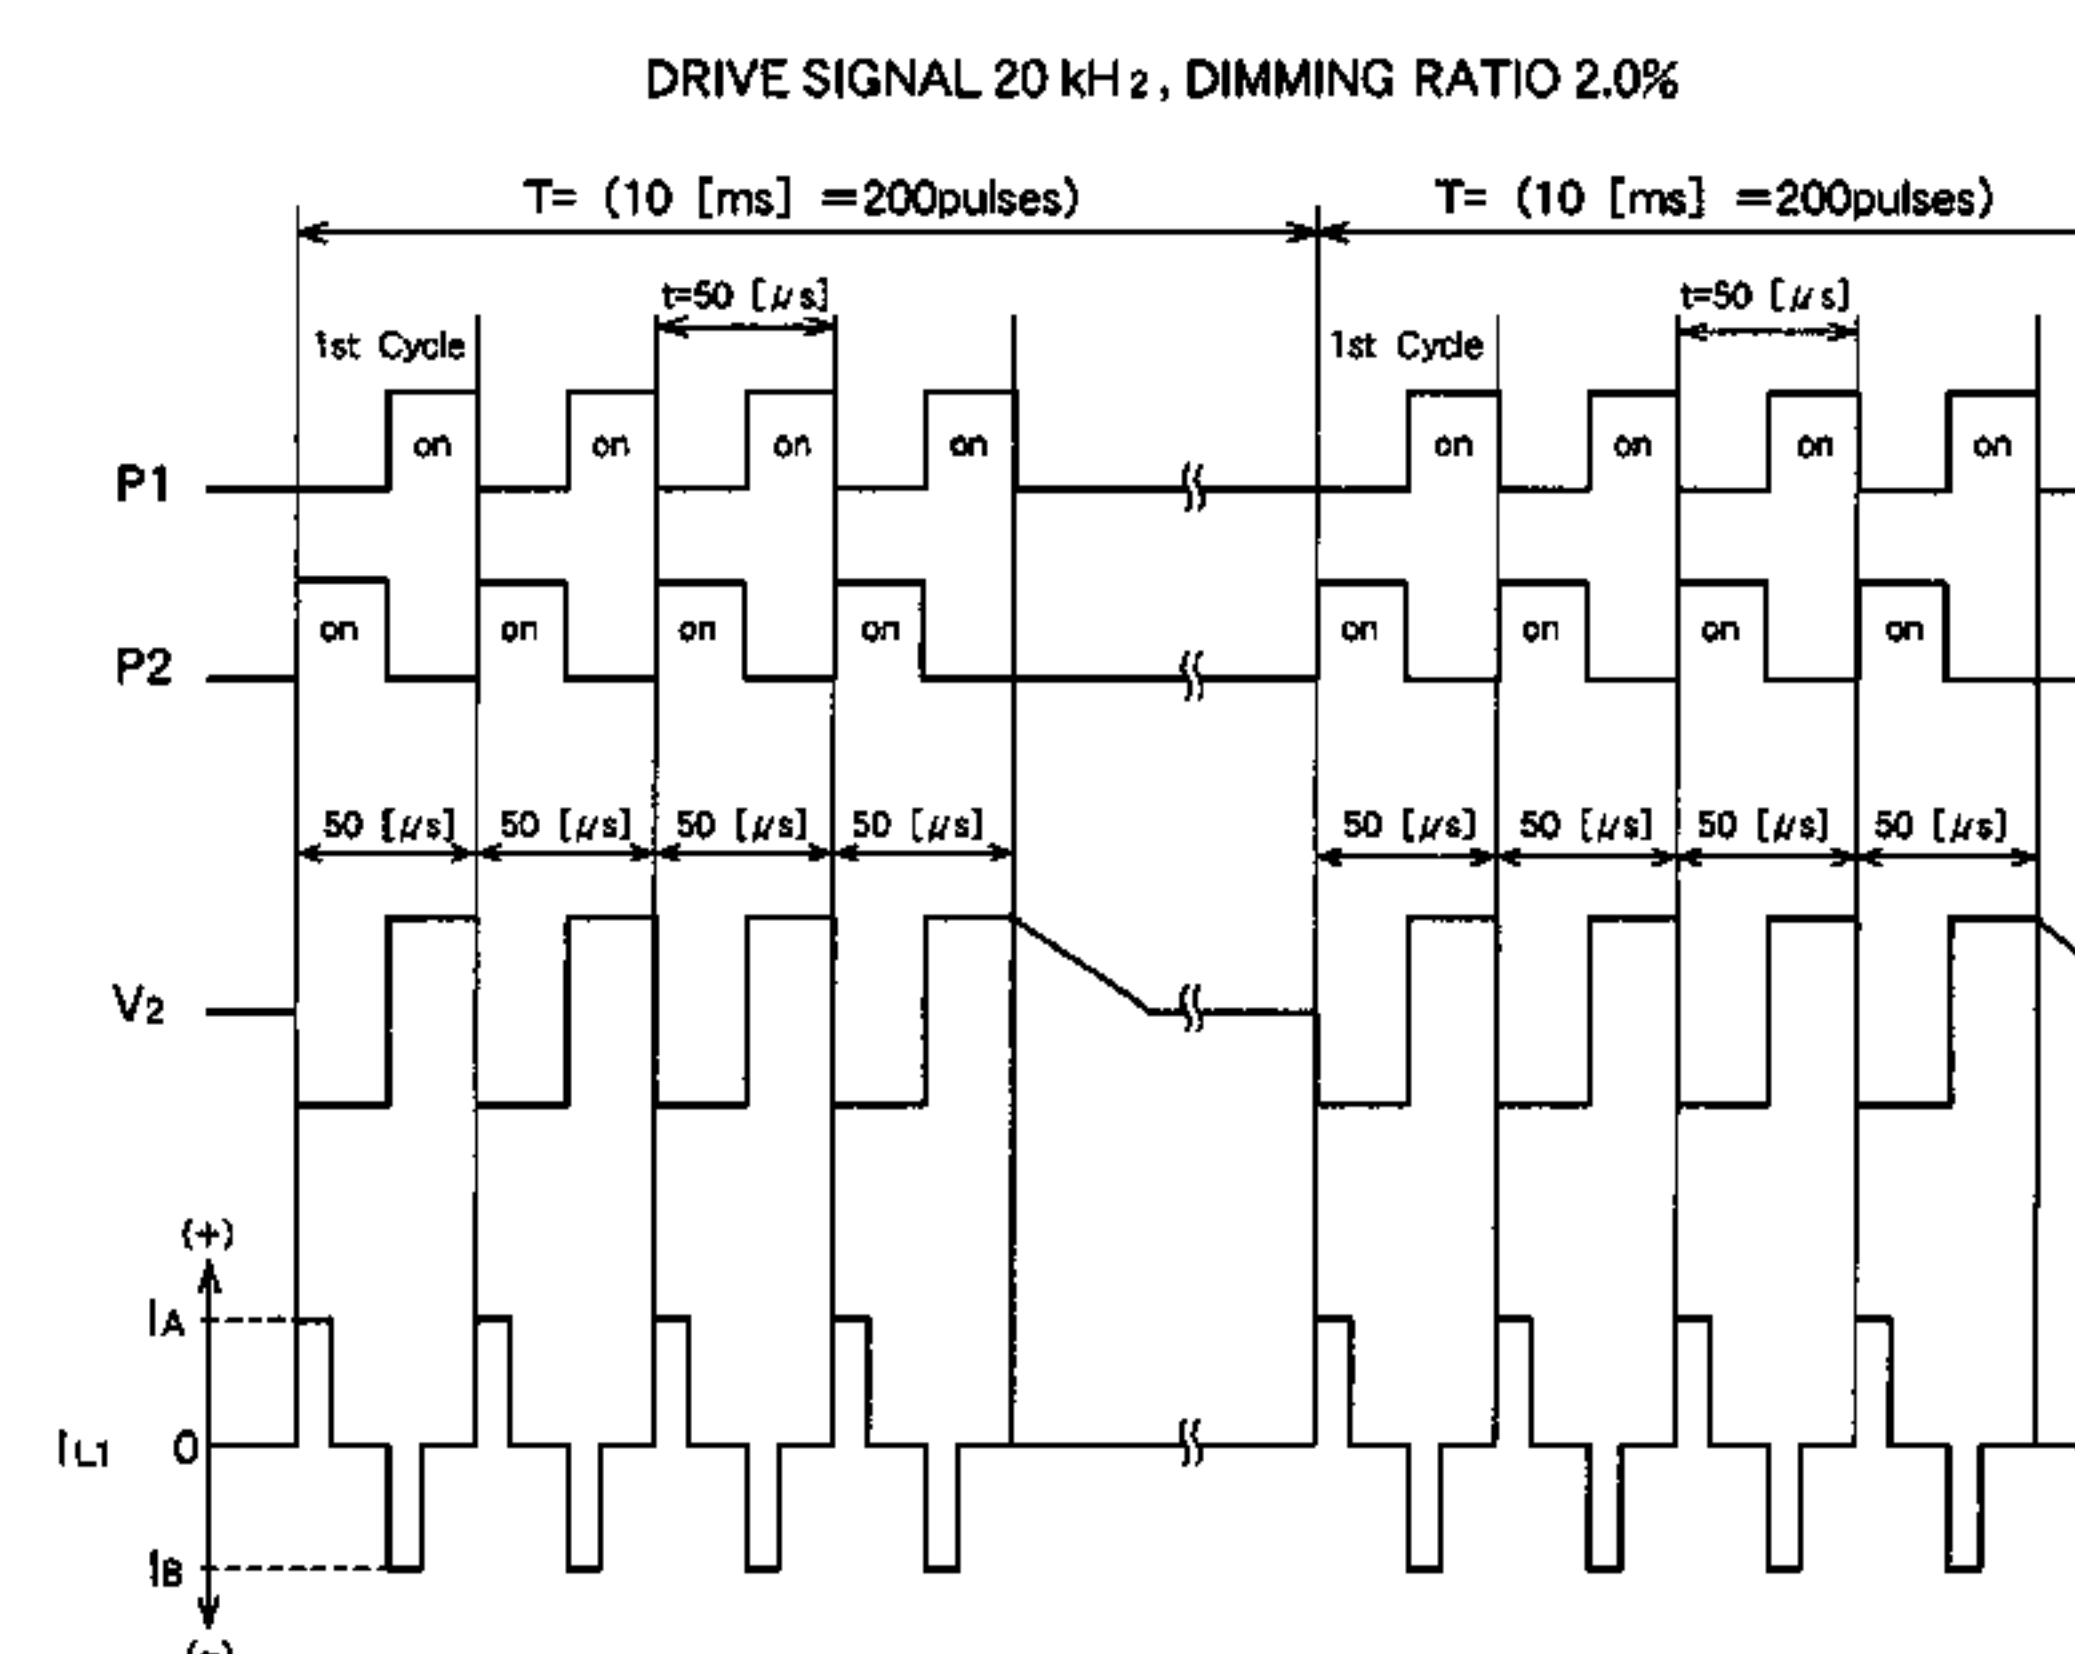 DRIVE SIGNAL 20 kH2, DIMMING RATIO 2.0%
T= (10 [ms] =200pulses) T= (10 [ms] =200pulses)
t=50 [μs] t=50 [μs]
1st Cycle 1st Cycle
on on on on on on on on
P1
on on on on on on on on
P2
50 [μs] 50 [μs] 50 [μs] 50 [μs] 50 [μs] 50 [μs] 50 [μs] 50 [μs]
V2
(+)
IA
IL1 0
IB